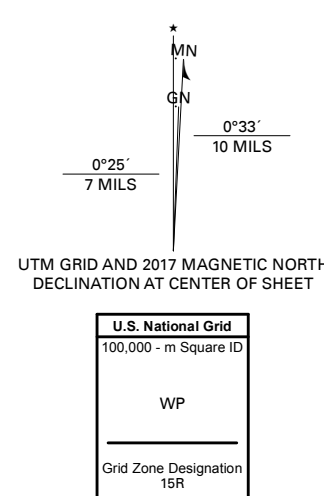 ★
MN
GN
0°33´
10 MILS
0°25´
7 MILS
UTM GRID AND 2017 MAGNETIC NORTH
DECLINATION AT CENTER OF SHEET
U.S. National Grid
100,000 - m Square ID
WP
Grid Zone Designation
15R